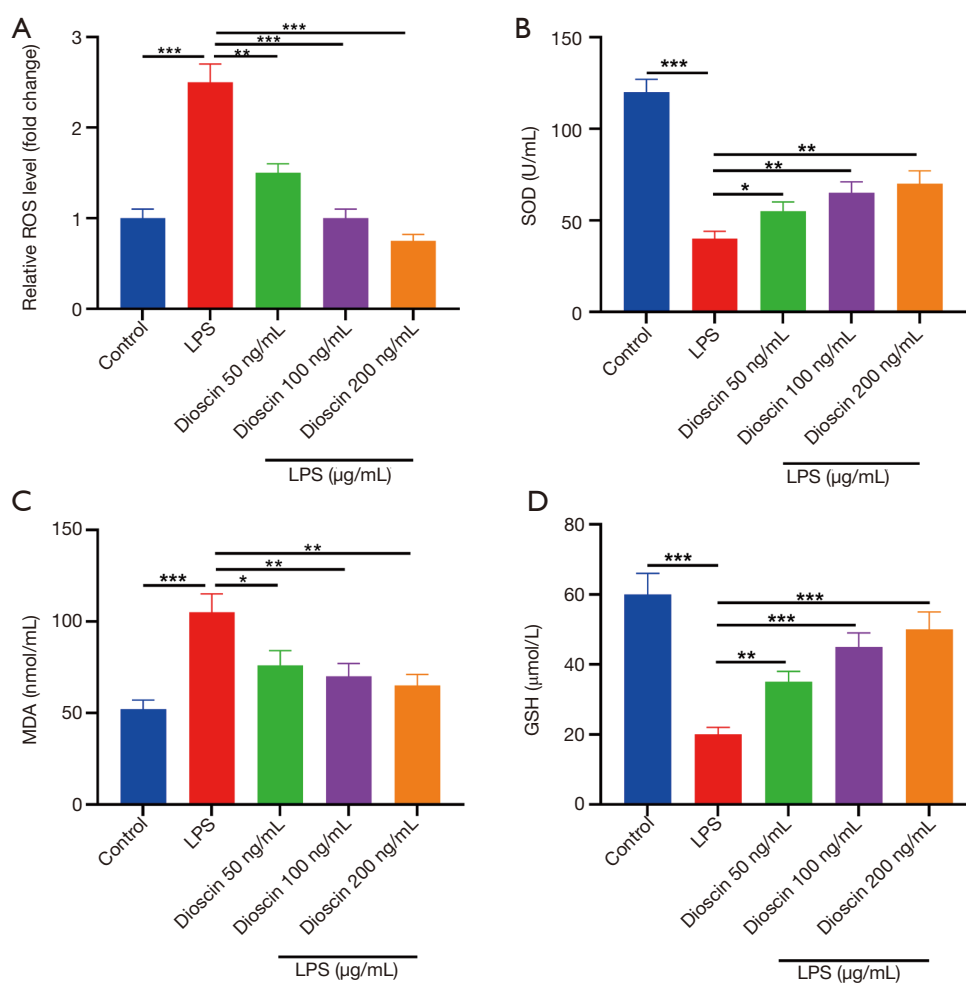 A
Relative ROS level (fold change)
3
2
1
0
***
***
**
***
Control
LPS
Dioscin 50 ng/mL
Dioscin 100 ng/mL
Dioscin 200 ng/mL
LPS (µg/mL)
B
SOD (U/mL)
150
100
50
0
***
**
**
*
Control
LPS
Dioscin 50 ng/mL
Dioscin 100 ng/mL
Dioscin 200 ng/mL
LPS (µg/mL)
C
MDA (nmol/mL)
150
100
50
0
**
**
***
*
Control
LPS
Dioscin 50 ng/mL
Dioscin 100 ng/mL
Dioscin 200 ng/mL
LPS (µg/mL)
D
GSH (µmol/L)
80
60
40
20
0
***
***
***
**
Control
LPS
Dioscin 50 ng/mL
Dioscin 100 ng/mL
Dioscin 200 ng/mL
LPS (µg/mL)